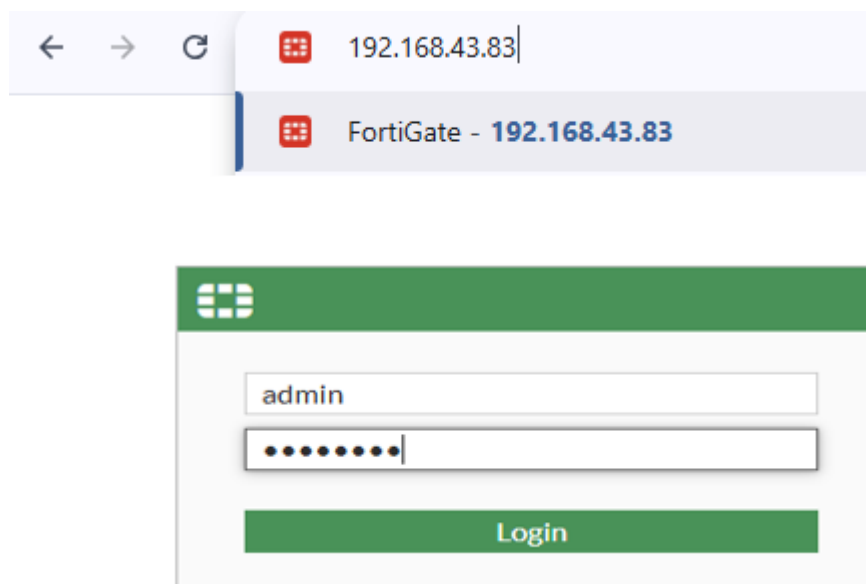 192.168.43.83
FortiGate - 192.168.43.83
admin
••••••••
Login